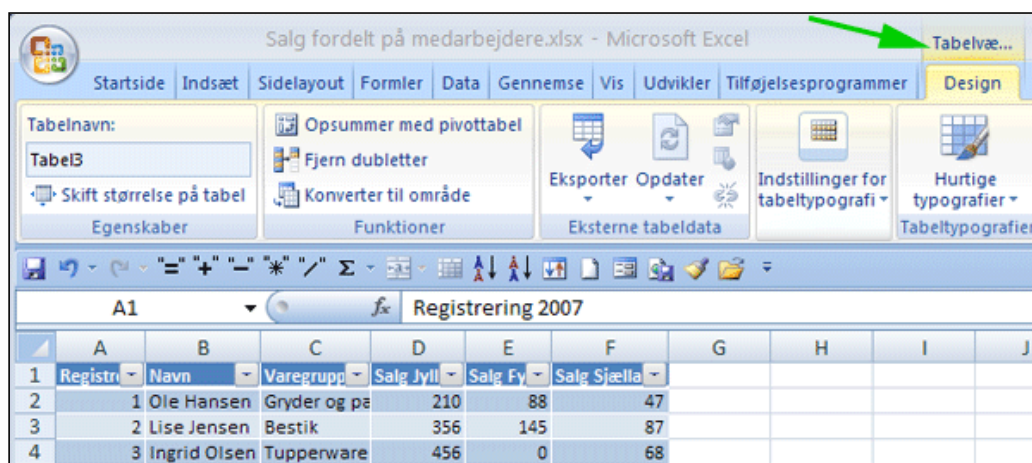 Salg fordelt på medarbejdere.xlsx - Microsoft Excel
Tabelvæ...
Startside Indsæt Sidelayout Formler Data Gennemse Vis Udvikler Tilføjelsesprogrammer Design
Tabelnavn:
Tabel3
Skift størrelse på tabel
Egenskaber
Opsummer med pivottabel
Fjern dubletter
Konverter til område
Funktioner
Eksporter Opdater
Eksterne tabeldata
Indstillinger for
tabeltypografi
Hurtige
typografier
Tabeltypografier
"=" "+" "-" "*" "/" Σ
A1 fx Registrering 2007
A B C D E F G H I J
1 Registr Navn Varegrupp Salg Jyll Salg Fy Salg Sjælla
2 1 Ole Hansen Gryder og pa 210 88 47
3 2 Lise Jensen Bestik 356 145 87
4 3 Ingrid Olsen Tupperware 456 0 68